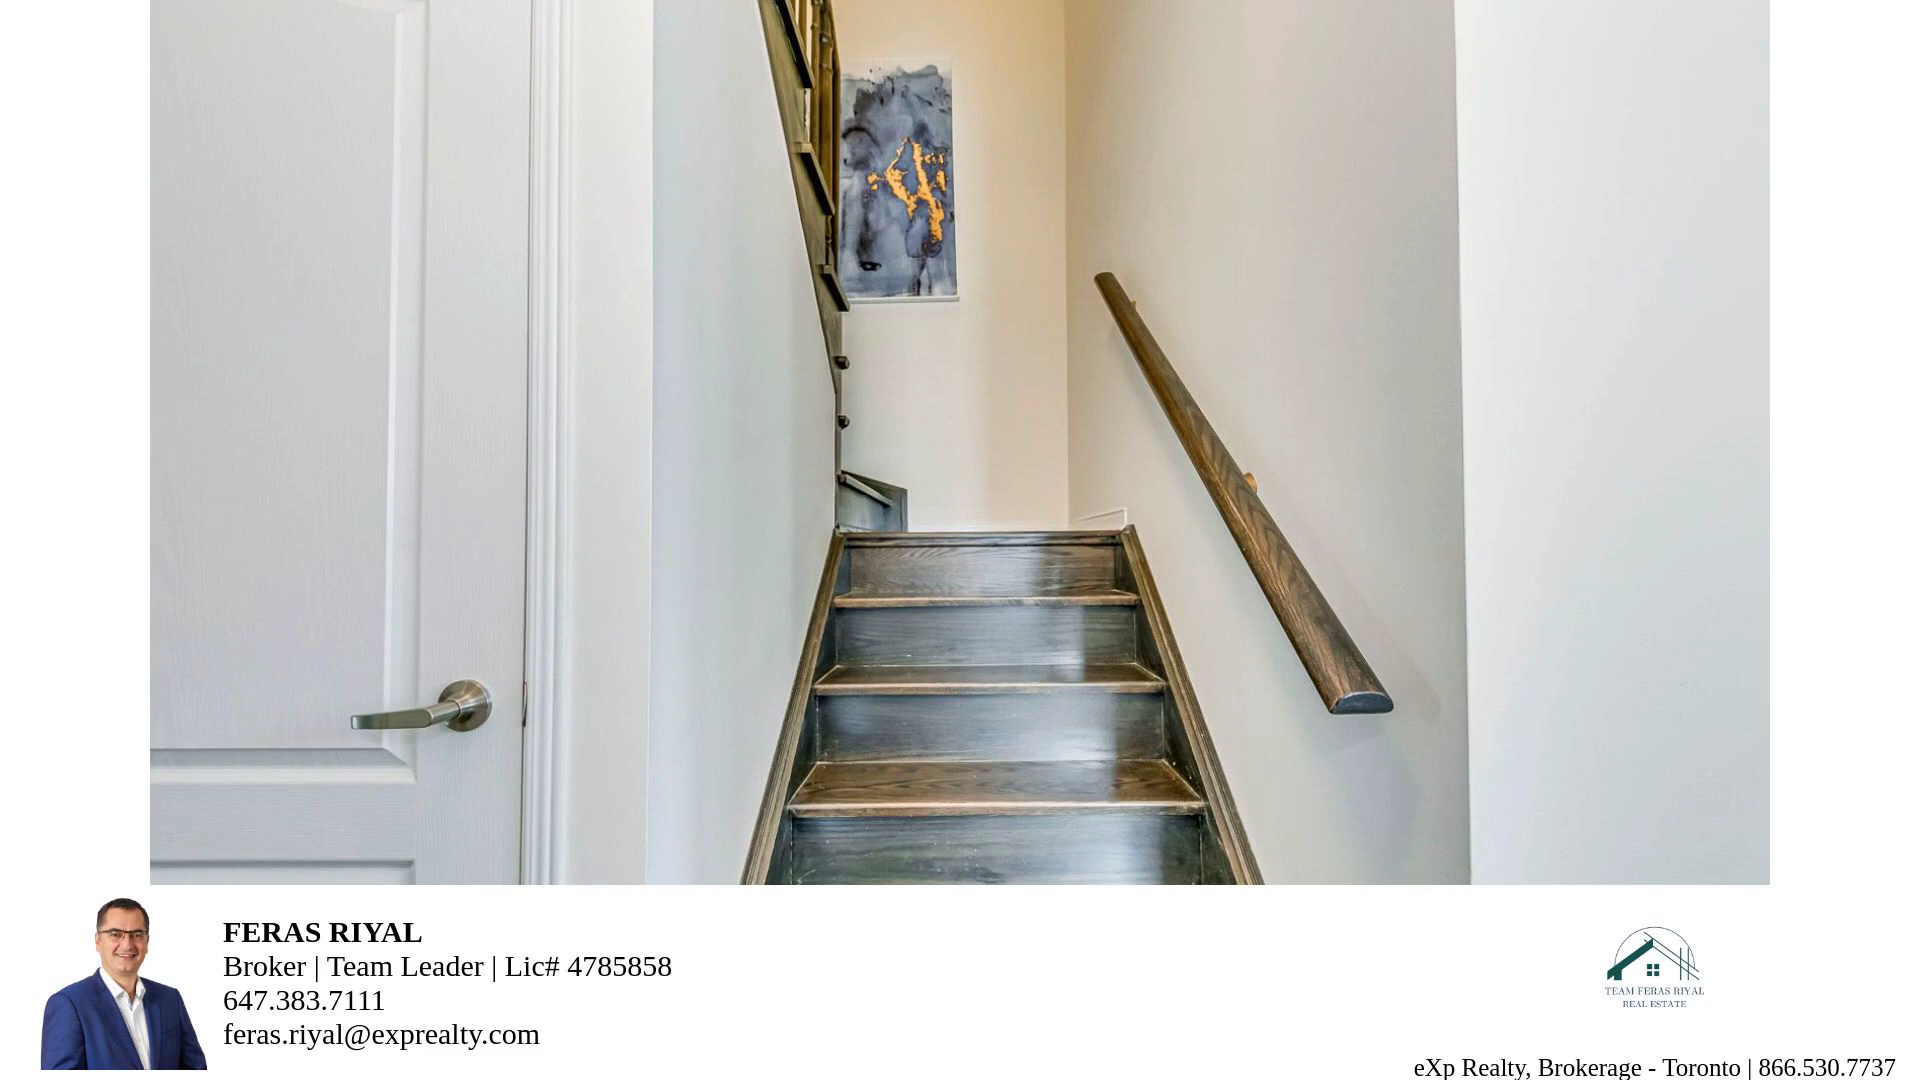 FERAS RIYAL
Broker | Team Leader | Lic# 4785858
647.383.7111
feras.riyal@exprealty.com
TEAM FERAS RIYAL
REAL ESTATE
eXp Realty, Brokerage - Toronto | 866.530.7737